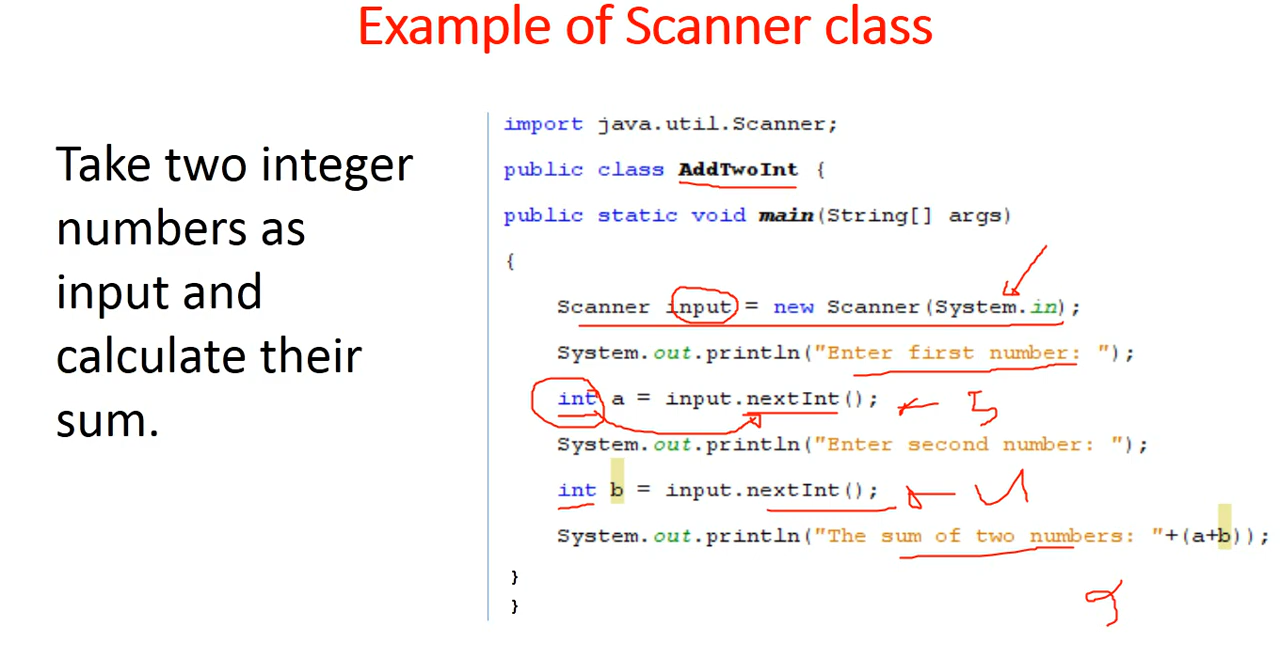 Example of Scanner class
Take two integer
numbers as
input and
calculate their
sum.
import java.util.Scanner;
public class AddTwoInt {
public static void main(String[] args)
{
Scanner input = new Scanner(System.in);
System.out.println("Enter first number: ");
int a = input.nextInt(); 5
System.out.println("Enter second number: ");
int b = input.nextInt();
System.out.println("The sum of two numbers: "+(a+b));
}
}